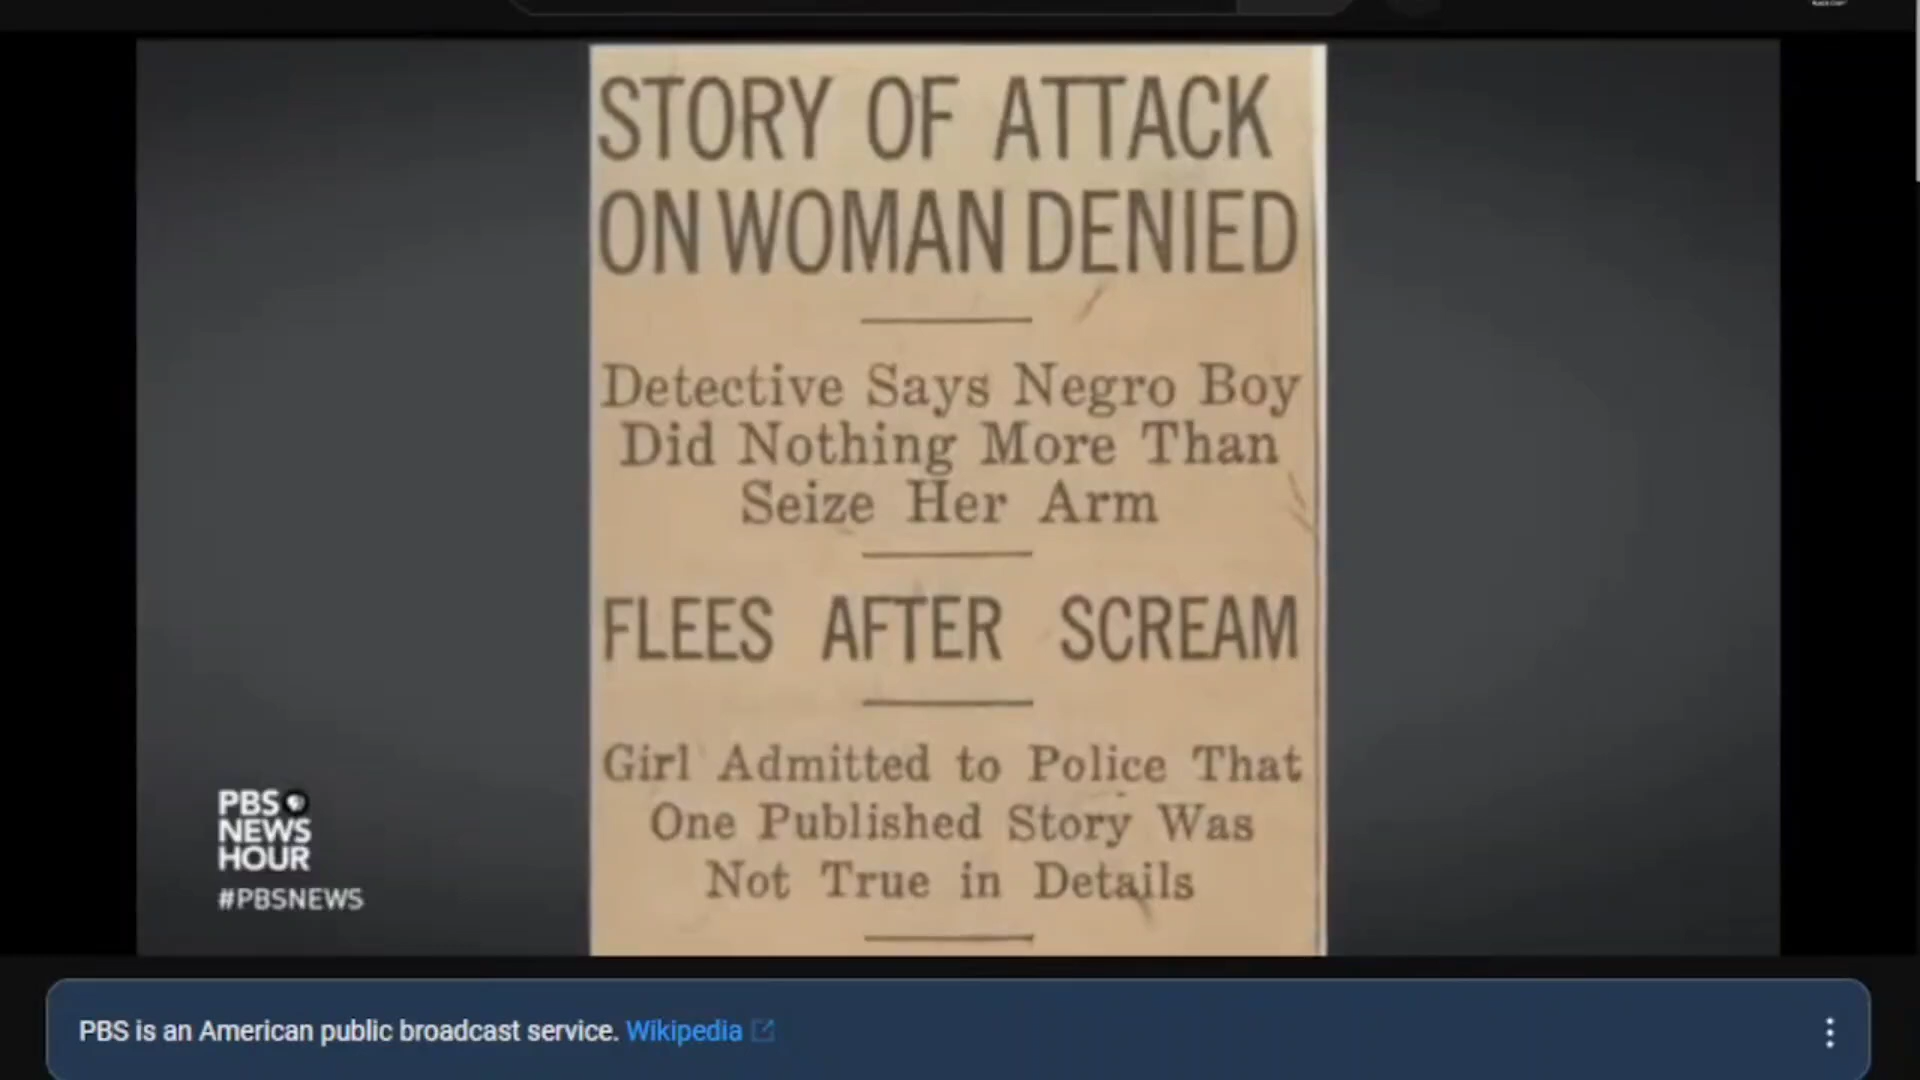 STORY OF ATTACK
ON WOMAN DENIED
Detective Says Negro Boy
Did Nothing More Than
Seize Her Arm
FLEES AFTER SCREAM
Girl Admitted to Police That
One Published Story Was
Not True in Details
PBS
NEWS
HOUR
#PBSNEWS
PBS is an American public broadcast service. Wikipedia